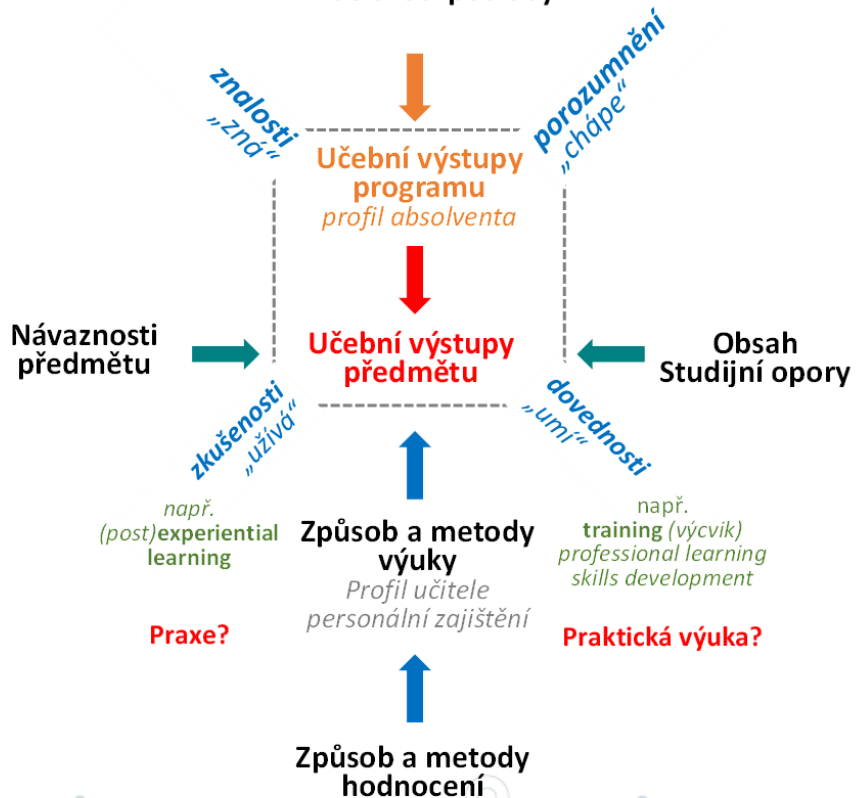 znalosti
„zná“
porozumnění
„chápe“
Učební výstupy
programu
profil absolventa
Návaznosti
předmětu
Učební výstupy
předmětu
Obsah
Studijní opory
zkušenosti
„užívá“
dovednosti
„umí“
např.
(post)experiential
learning
Způsob a metody
výuky
Profil učitele
personální zajištění
např.
training (výcvik)
professional learning
skills development
Praxe?
Praktická výuka?
Způsob a metody
hodnocení